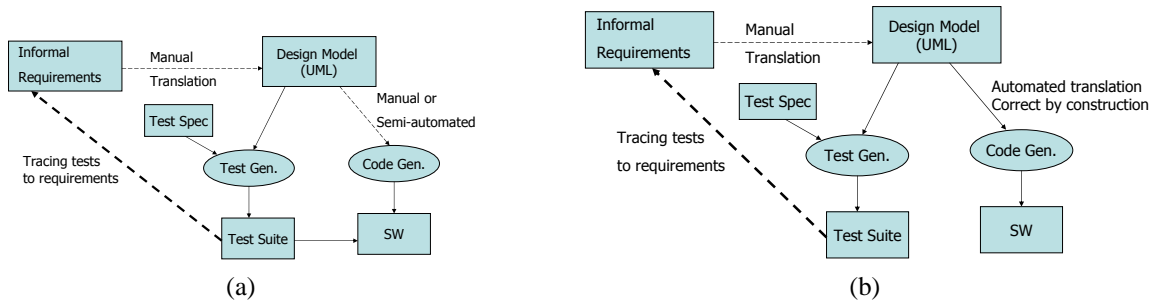 Informal
Requirements
Manual
Translation
Design Model
(UML)
Manual or
Semi-automated
Test Spec
Tracing tests
to requirements
Test Gen.
Code Gen.
Test Suite
SW
(a)
Informal
Requirements
Manual
Translation
Design Model
(UML)
Automated translation
Correct by construction
Test Spec
Tracing tests
to requirements
Test Gen.
Code Gen.
Test Suite
SW
(b)